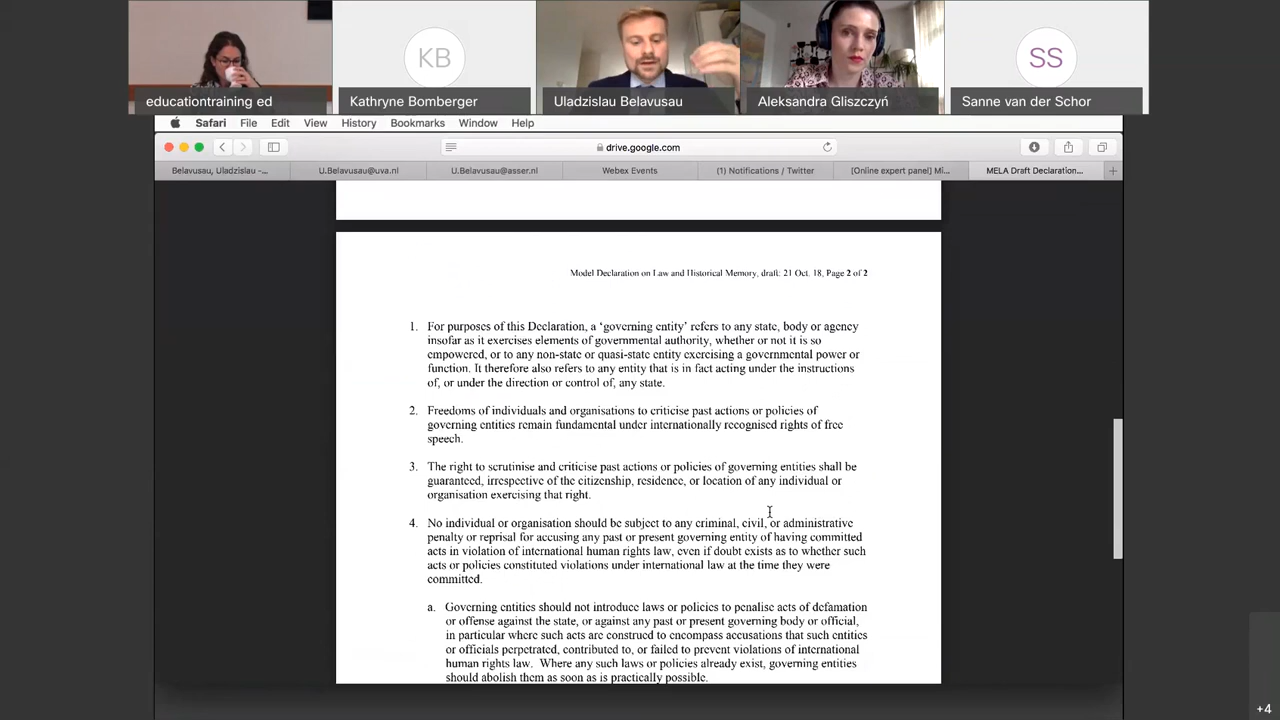 KB
SS
educationtraining ed
Kathryne Bomberger
Uladzislau Belavusau
Aleksandra Gliszczyń
Sanne van der Schor
Safari File Edit View History Bookmarks Window Help
drive.google.com
Belavusau, Uladzislau -...
U.Belavusau@uva.nl
U.Belavusau@asser.nl
Webex Events
(1) Notifications / Twitter
[Online expert panel] Mi...
MELA Draft Declaration...
Model Declaration on Law and Historical Memory, draft: 21 Oct. 18, Page 2 of 2
1. For purposes of this Declaration, a ‘governing entity’ refers to any state, body or agency
insofar as it exercises elements of governmental authority, whether or not it is so
empowered, or to any non-state or quasi-state entity exercising a governmental power or
function. It therefore also refers to any entity that is in fact acting under the instructions
of, or under the direction or control of, any state.
2. Freedoms of individuals and organisations to criticise past actions or policies of
governing entities remain fundamental under internationally recognised rights of free
speech.
3. The right to scrutinise and criticise past actions or policies of governing entities shall be
guaranteed, irrespective of the citizenship, residence, or location of any individual or
organisation exercising that right.
4. No individual or organisation should be subject to any criminal, civil, or administrative
penalty or reprisal for accusing any past or present governing entity of having committed
acts in violation of international human rights law, even if doubt exists as to whether such
acts or policies constituted violations under international law at the time they were
committed.
a. Governing entities should not introduce laws or policies to penalise acts of defamation
or offense against the state, or against any past or present governing body or official,
in particular where such acts are construed to encompass accusations that such entities
or officials perpetrated, contributed to, or failed to prevent violations of international
human rights law. Where any such laws or policies already exist, governing entities
should abolish them as soon as is practically possible.
+4